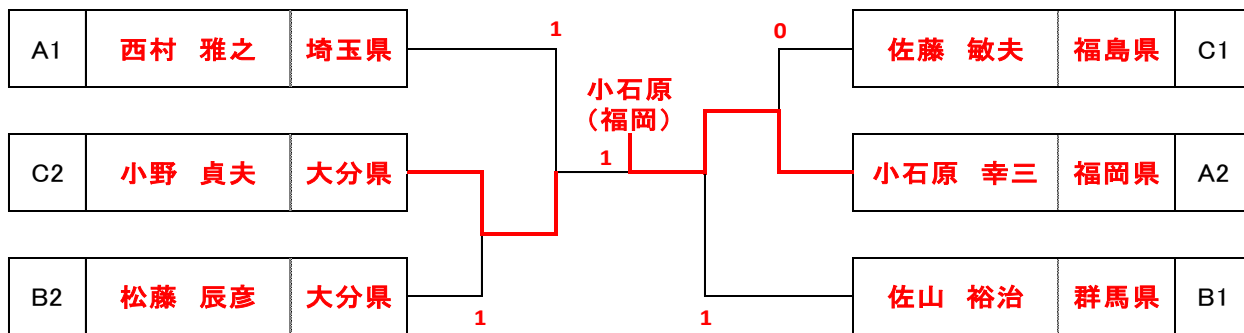 1
0
A1 西村 雅之 埼玉県
佐藤 敏夫 福島県 C1
小石原
（福岡）
1
C2 小野 貞夫 大分県
小石原 幸三 福岡県 A2
B2 松藤 辰彦 大分県
佐山 裕治 群馬県 B1
1
1